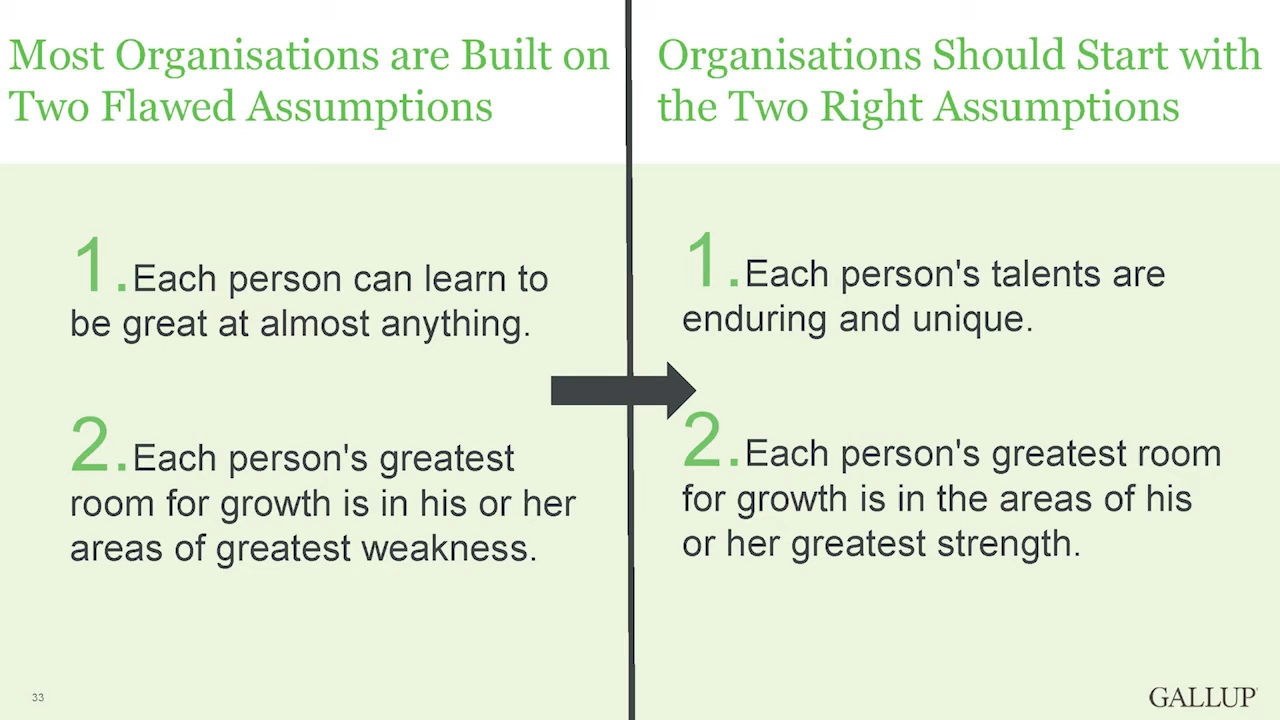 Most Organisations are Built on
Two Flawed Assumptions
1.Each person can learn to
be great at almost anything.
2.Each person's greatest
room for growth is in his or her
areas of greatest weakness.
Organisations Should Start with
the Two Right Assumptions
1.Each person's talents are
enduring and unique.
2.Each person's greatest room
for growth is in the areas of his
or her greatest strength.
33
GALLUP